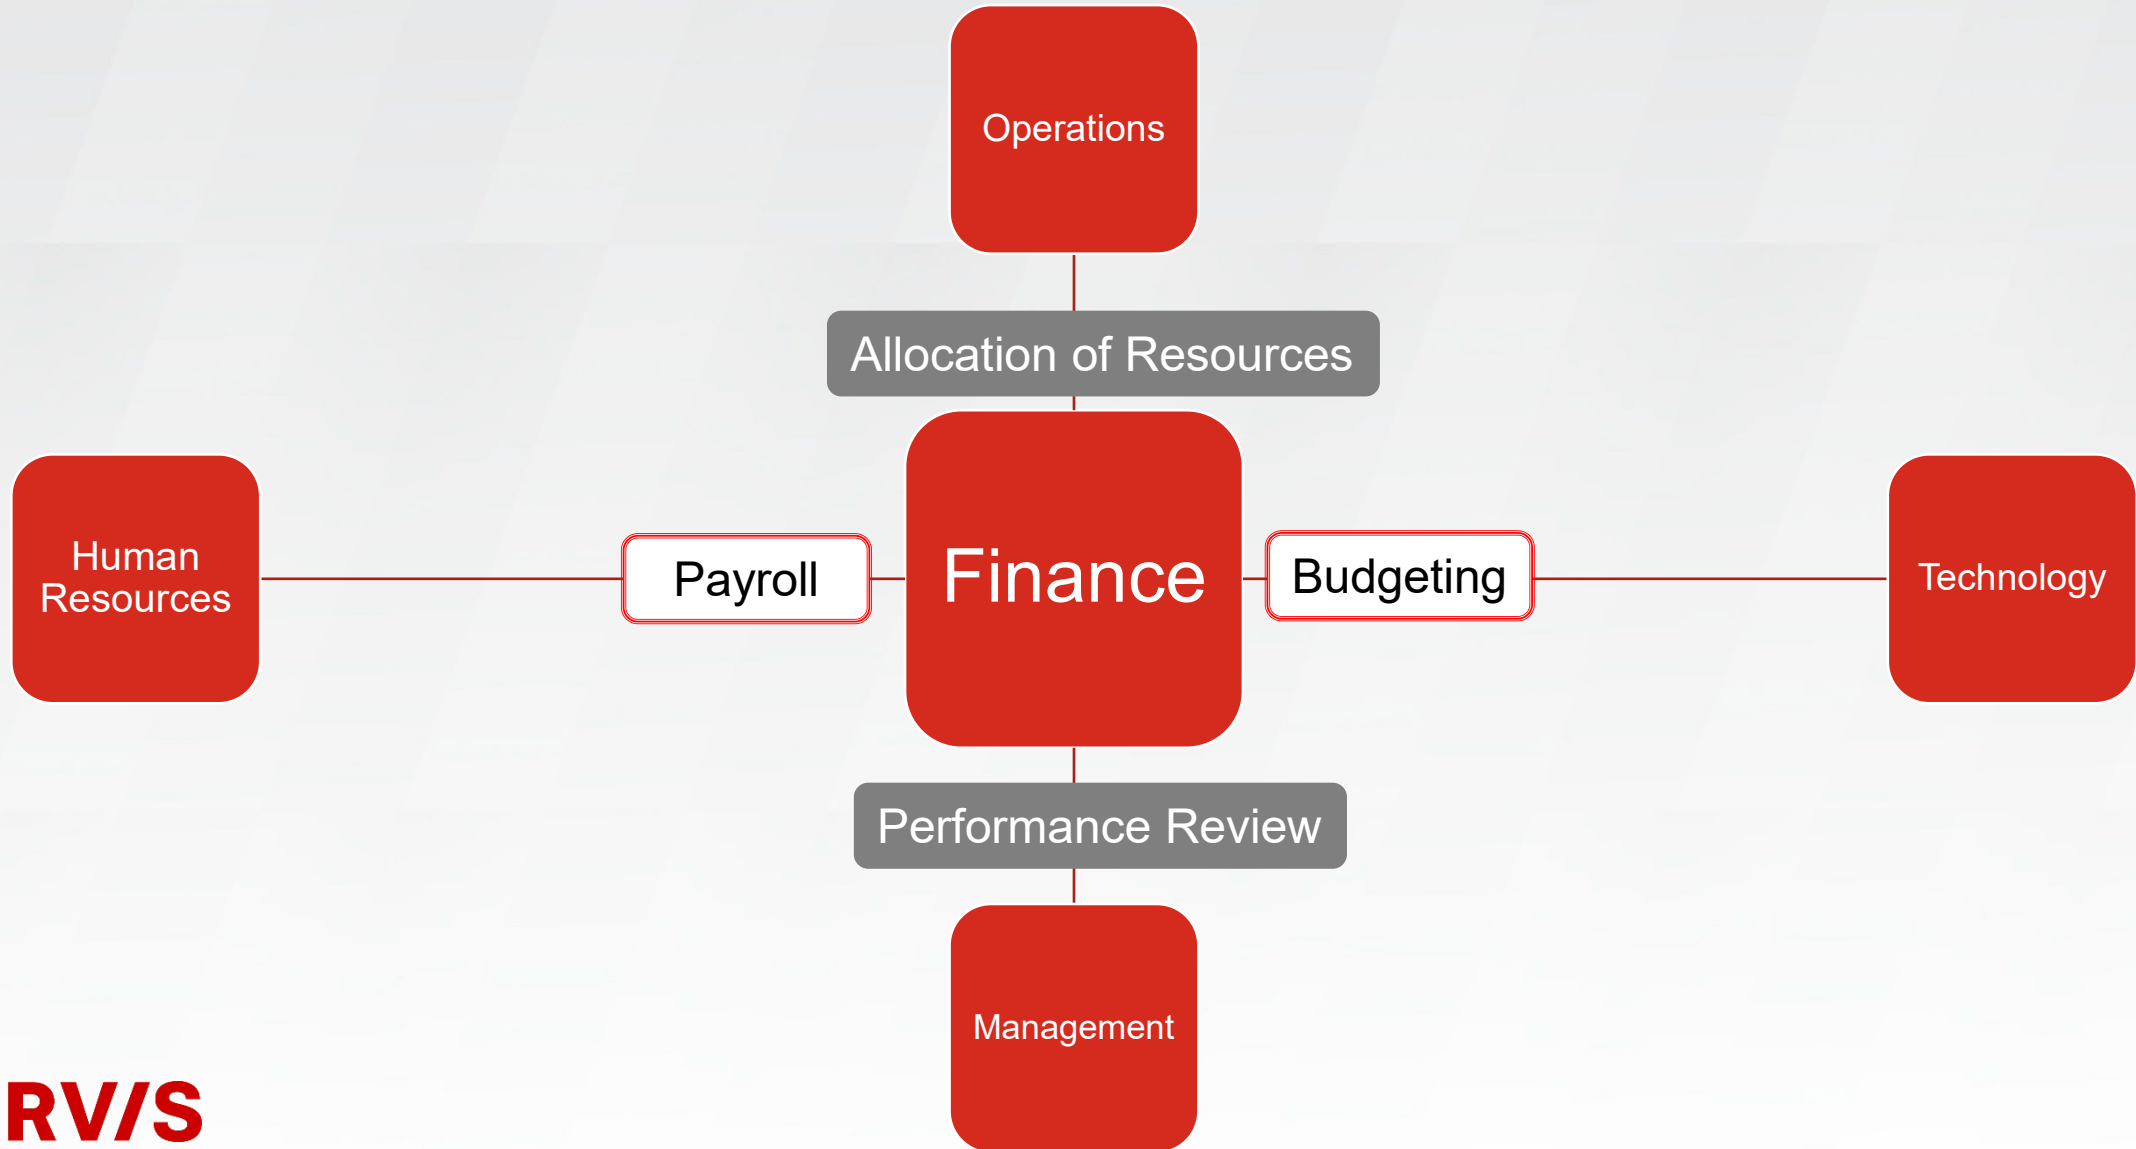 Operations
Allocation of Resources
Human
Resources
Payroll
Finance
Budgeting
Technology
Performance Review
Management
RV/S